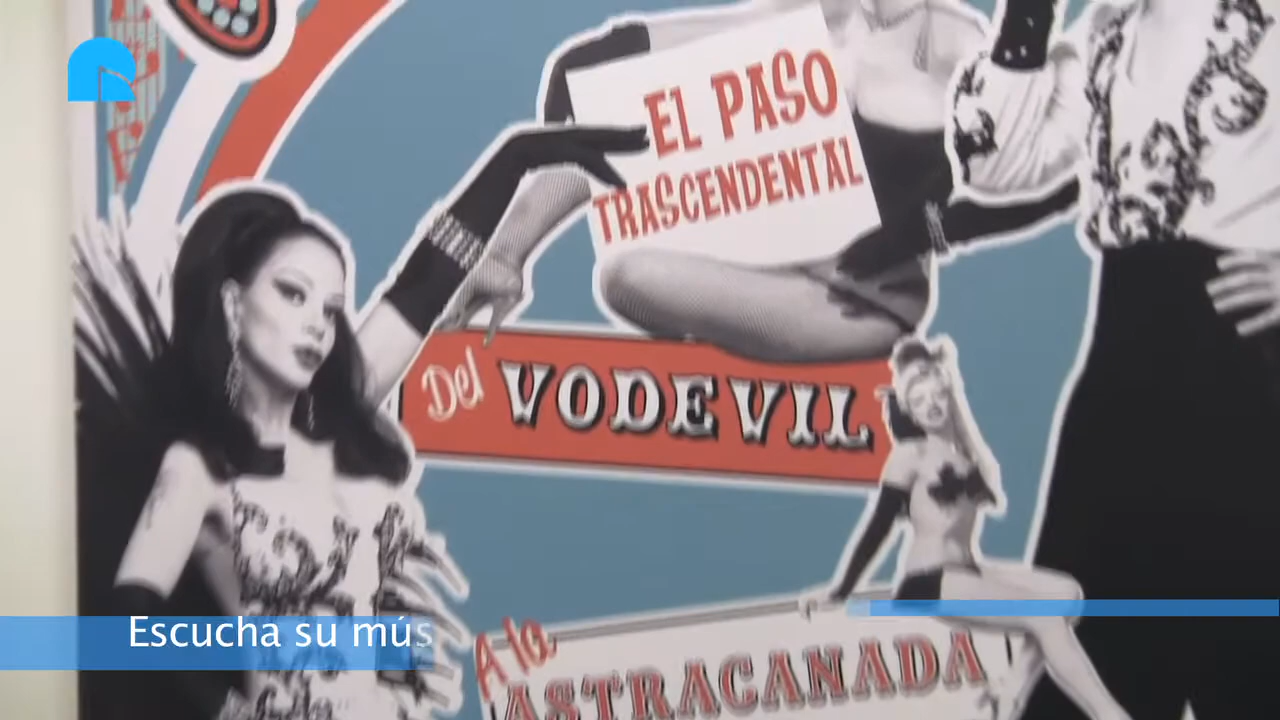 EL PASO
TRASCENDENTAL
Del VODEVIL
A la
ASTRACANADA
Escucha su mús